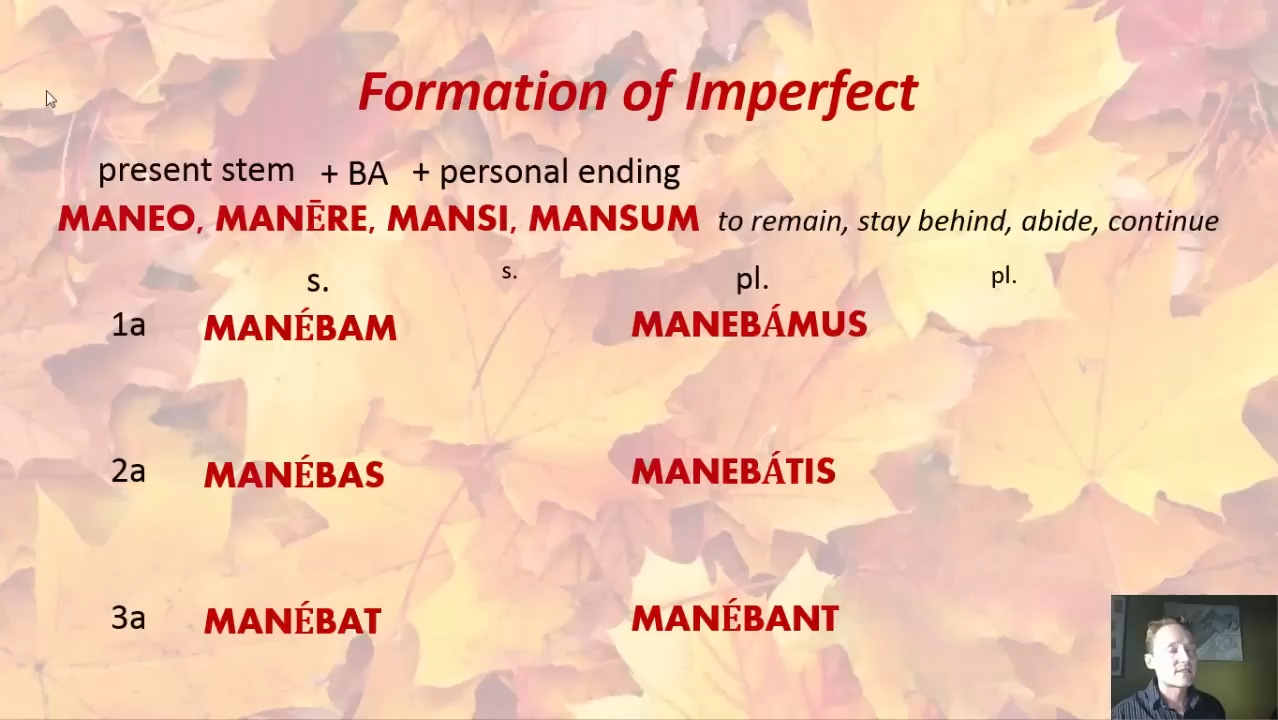 Formation of Imperfect
present stem + BA + personal ending
MANEO, MANĒRE, MANSI, MANSUM to remain, stay behind, abide, continue
s. s. pl. pl.
1a MANÉBAM MANEBÁMUS
2a MANÉBAS MANEBÁTIS
3a MANÉBAT MANÉBANT